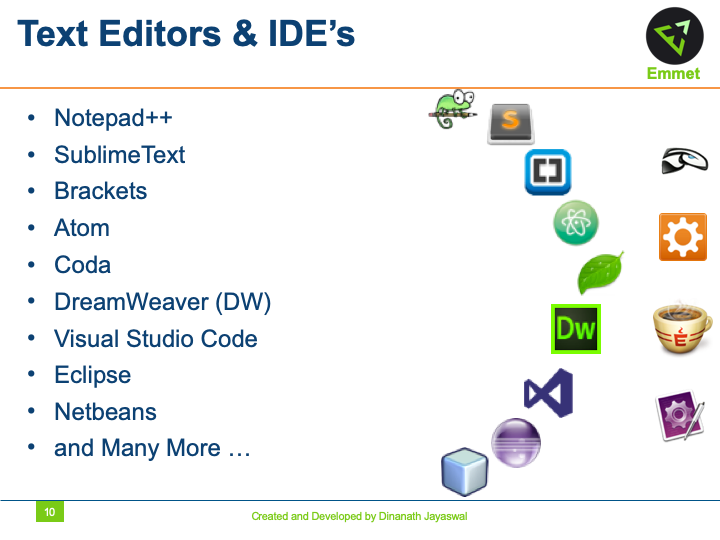 Text Editors & IDE’s
Emmet
• Notepad++
• SublimeText
• Brackets
• Atom
• Coda
• DreamWeaver (DW)
• Visual Studio Code
• Eclipse
• Netbeans
• and Many More …
S
Dw
E
10
Created and Developed by Dinanath Jayaswal